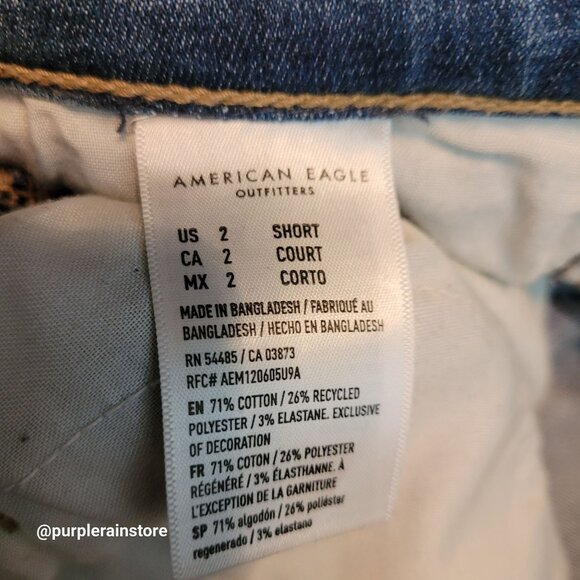 AMERICAN EAGLE
OUTFITTERS
US 2 SHORT
CA 2 COURT
MX 2 CORTO
MADE IN BANGLADESH / FABRIQUÉ AU
BANGLADESH / HECHO EN BANGLADESH
RN 54485 / CA 03873
RFC# AEM120605U9A
EN 71% COTTON / 26% RECYCLED
POLYESTER / 3% ELASTANE. EXCLUSIVE
OF DECORATION
FR 71% COTON / 26% POLYESTER
RÉGÉNÉRÉ / 3% ÉLASTHANNE. À
L'EXCEPTION DE LA GARNITURE
SP 71% algodón / 26% poliéster
regenerado / 3% elastano
@purplerainstore